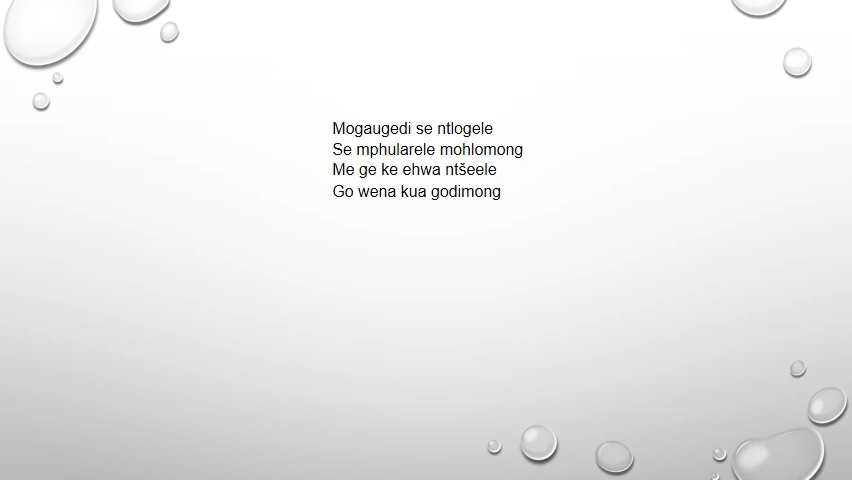 Mogaugedi se ntlogele
Se mphularele mohlomong
Me ge ke ehwa ntšeele
Go wena kua godimong